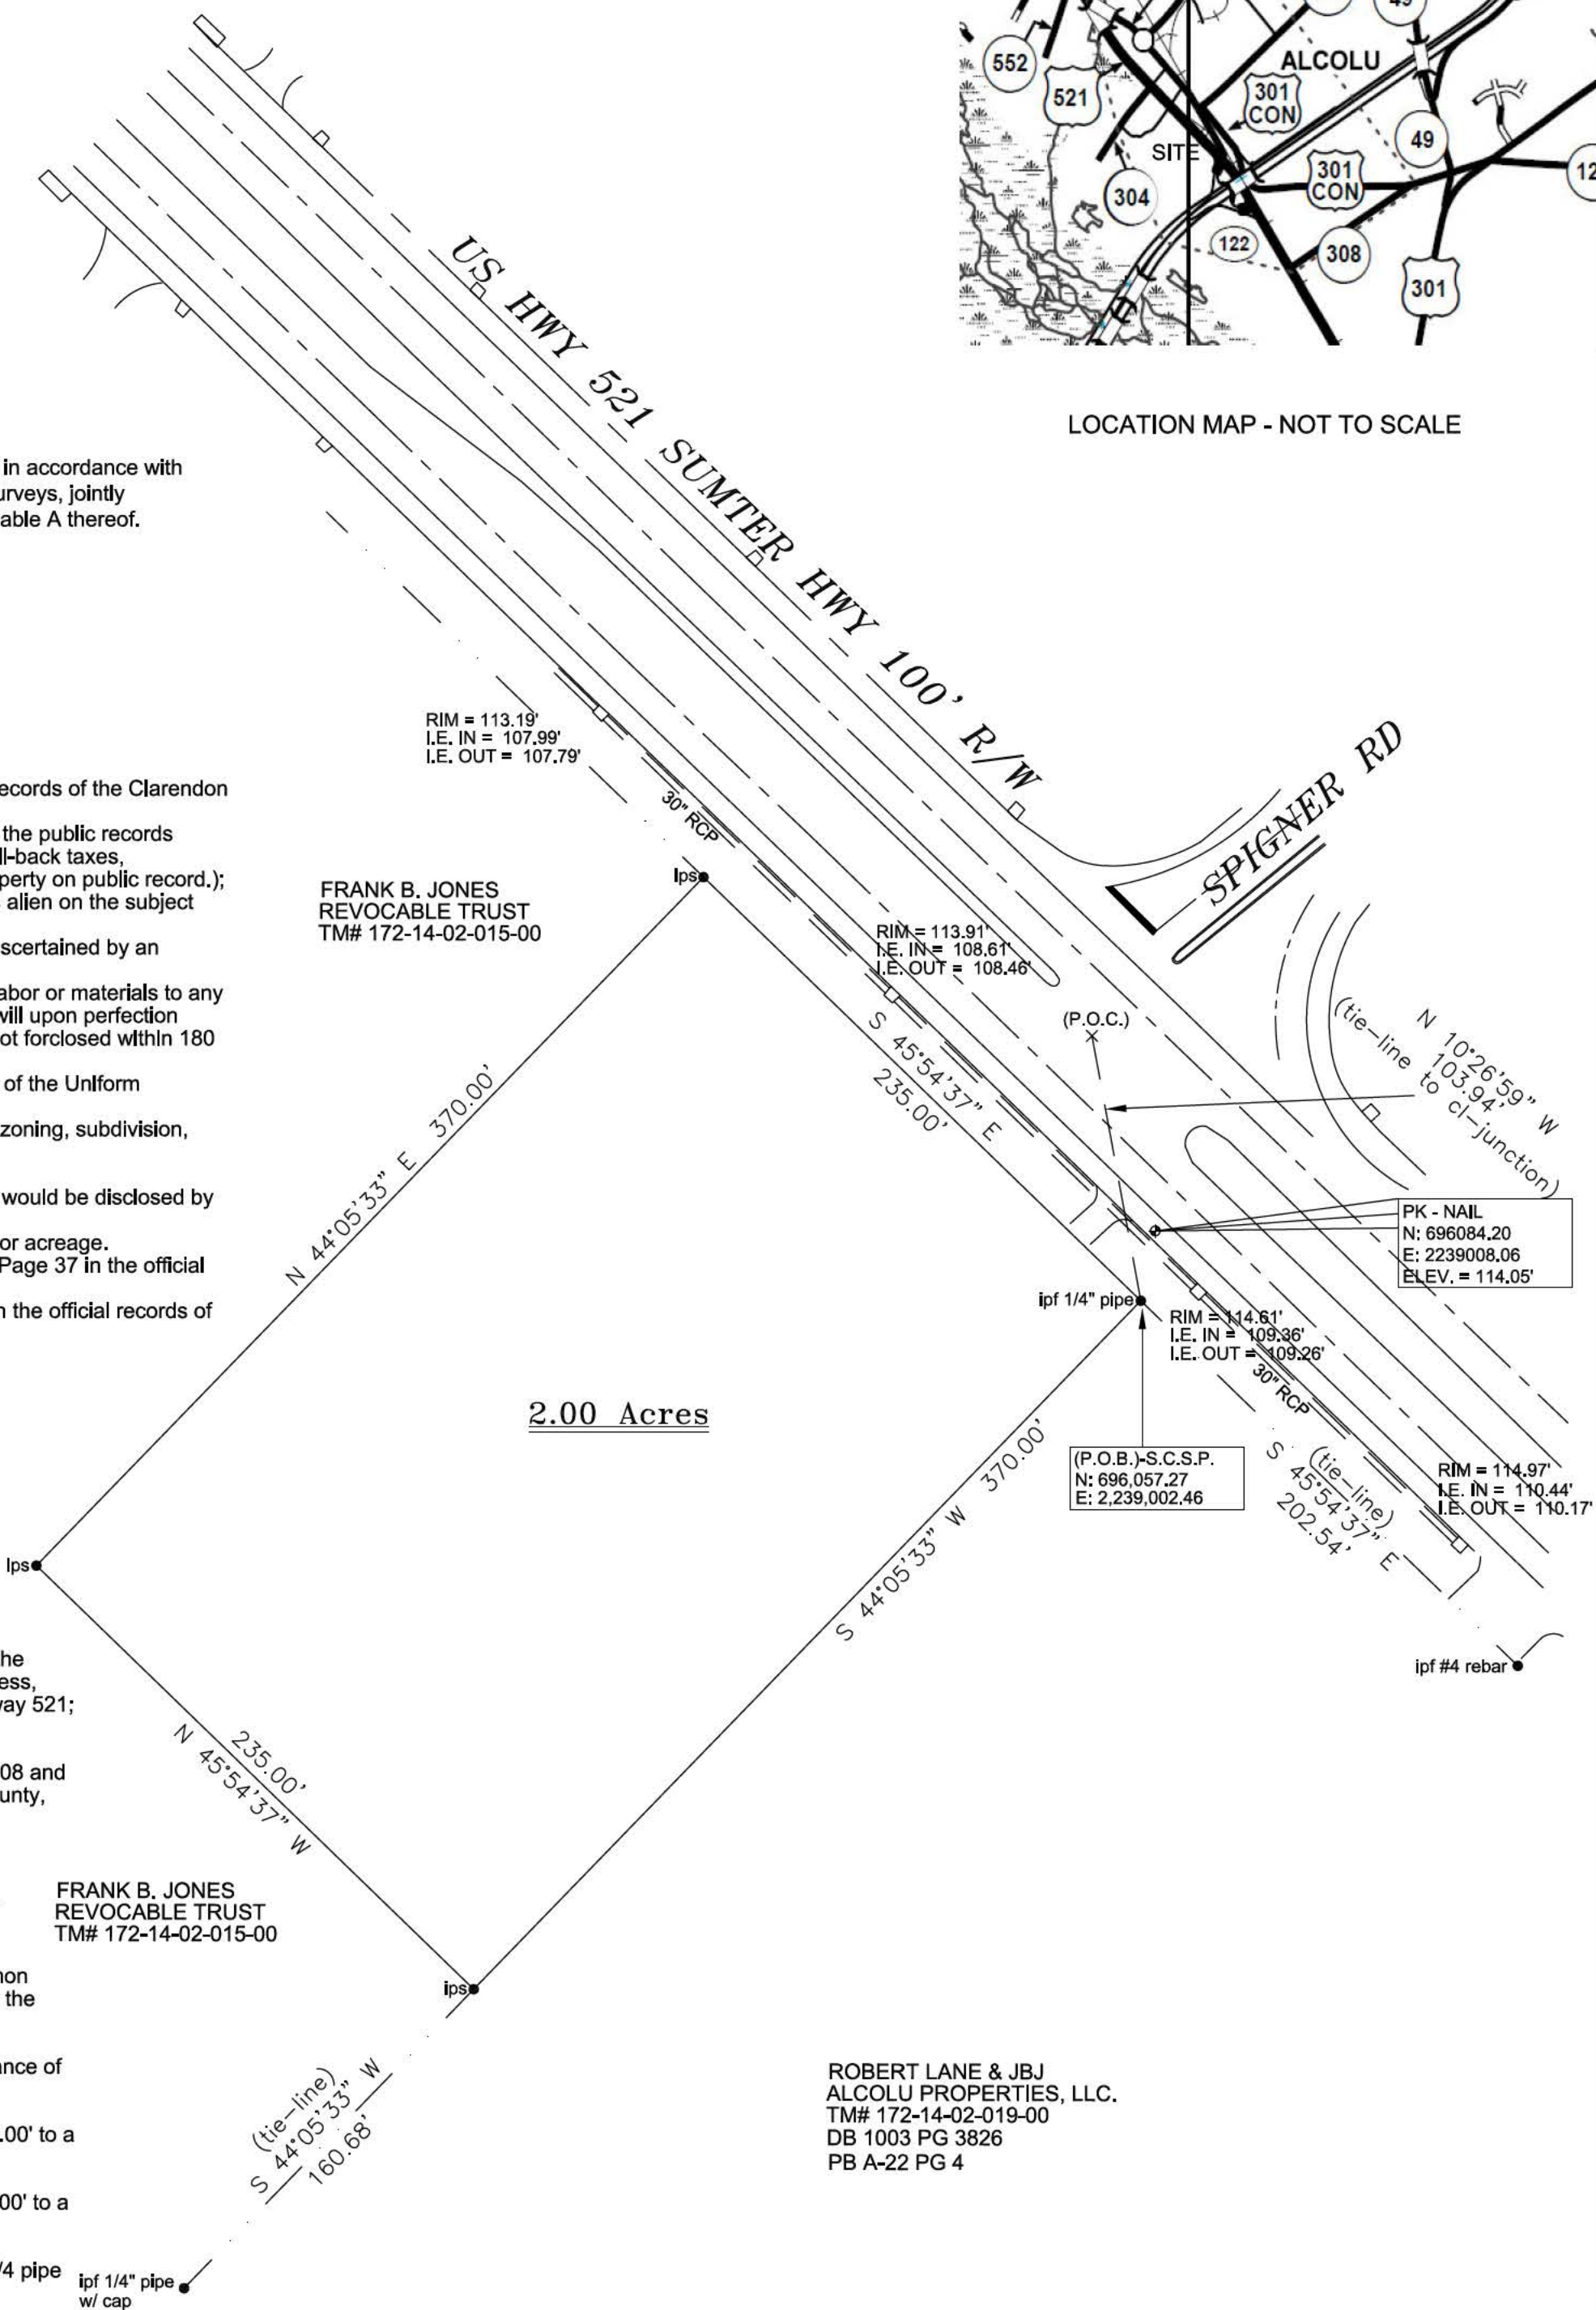 552
521
ALCOLU
301
CON
49
SITE
301
CON
304
122
308
301
LOCATION MAP - NOT TO SCALE
in accordance with
urveys, jointly
able A thereof.
US HWY 521 SUMTER HWY 100' R/W
SPIGNER RD
RIM = 113.19'
I.E. IN = 107.99'
I.E. OUT = 107.79'
30" RCP
ecords of the Clarendon
the public records
ll-back taxes,
perty on public record.);
alien on the subject
scertained by an
abor or materials to any
will upon perfection
ot forclosed within 180
of the Uniform
zoning, subdivision,
would be disclosed by
or acreage.
Page 37 in the official
n the official records of
FRANK B. JONES
REVOCABLE TRUST
TM# 172-14-02-015-00
Ips
RIM = 113.91'
I.E. IN = 108.61'
I.E. OUT = 108.46'
S 45°54'37" E
235.00'
(P.O.C.)
N 10°26'59" W
103.94'
(tie-line to cl-junction)
N 44°05'33" E 370.00'
PK - NAIL
N: 696084.20
E: 2239008.06
ELEV. = 114.05'
ipf 1/4" pipe
RIM = 114.61'
I.E. IN = 109.36'
I.E. OUT = 109.26'
30" RCP
2.00 Acres
(P.O.B.)-S.C.S.P.
N: 696,057.27
E: 2,239,002.46
S 44°05'33" W 370.00'
(tie-line)
S 45°54'37" E
202.54'
RIM = 114.97'
I.E. IN = 110.44'
I.E. OUT = 110.17'
ipf #4 rebar
Ips
he
ess,
ay 521;
08 and
unty,
235.00'
N 45°54'37" W
FRANK B. JONES
REVOCABLE TRUST
TM# 172-14-02-015-00
ips
non
the
ance of
.00' to a
00' to a
/4 pipe
(tie-line)
S 44°05'33" W
160.68'
ipf 1/4" pipe
w/ cap
ROBERT LANE & JBJ
ALCOLU PROPERTIES, LLC.
TM# 172-14-02-019-00
DB 1003 PG 3826
PB A-22 PG 4